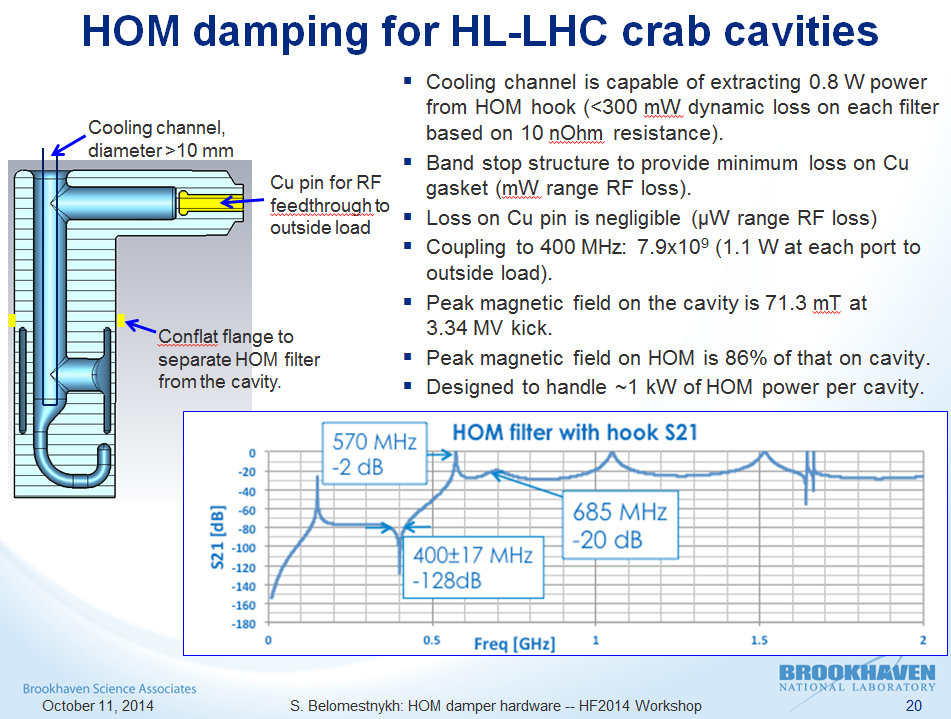 HOM damping for HL-LHC crab cavities
▪ Cooling channel is capable of extracting 0.8 W power
from HOM hook (<300 mW dynamic loss on each filter
based on 10 nOhm resistance).
▪ Band stop structure to provide minimum loss on Cu
gasket (mW range RF loss).
▪ Loss on Cu pin is negligible (µW range RF loss)
▪ Coupling to 400 MHz: 7.9x10⁹ (1.1 W at each port to
outside load).
▪ Peak magnetic field on the cavity is 71.3 mT at
3.34 MV kick.
▪ Peak magnetic field on HOM is 86% of that on cavity.
▪ Designed to handle ~1 kW of HOM power per cavity.
Cooling channel,
diameter >10 mm
Cu pin for RF
feedthrough to
outside load
Conflat flange to
separate HOM filter
from the cavity.
HOM filter with hook S21
570 MHz
-2 dB
685 MHz
-20 dB
400±17 MHz
-128dB
S21 [dB]
0
-20
-40
-60
-80
-100
-120
-140
-160
-180
0 0.5 1 1.5 2
Freq [GHz]
Brookhaven Science Associates
October 11, 2014
S. Belomestnykh: HOM damper hardware -- HF2014 Workshop
BROOKHAVEN
NATIONAL LABORATORY
20